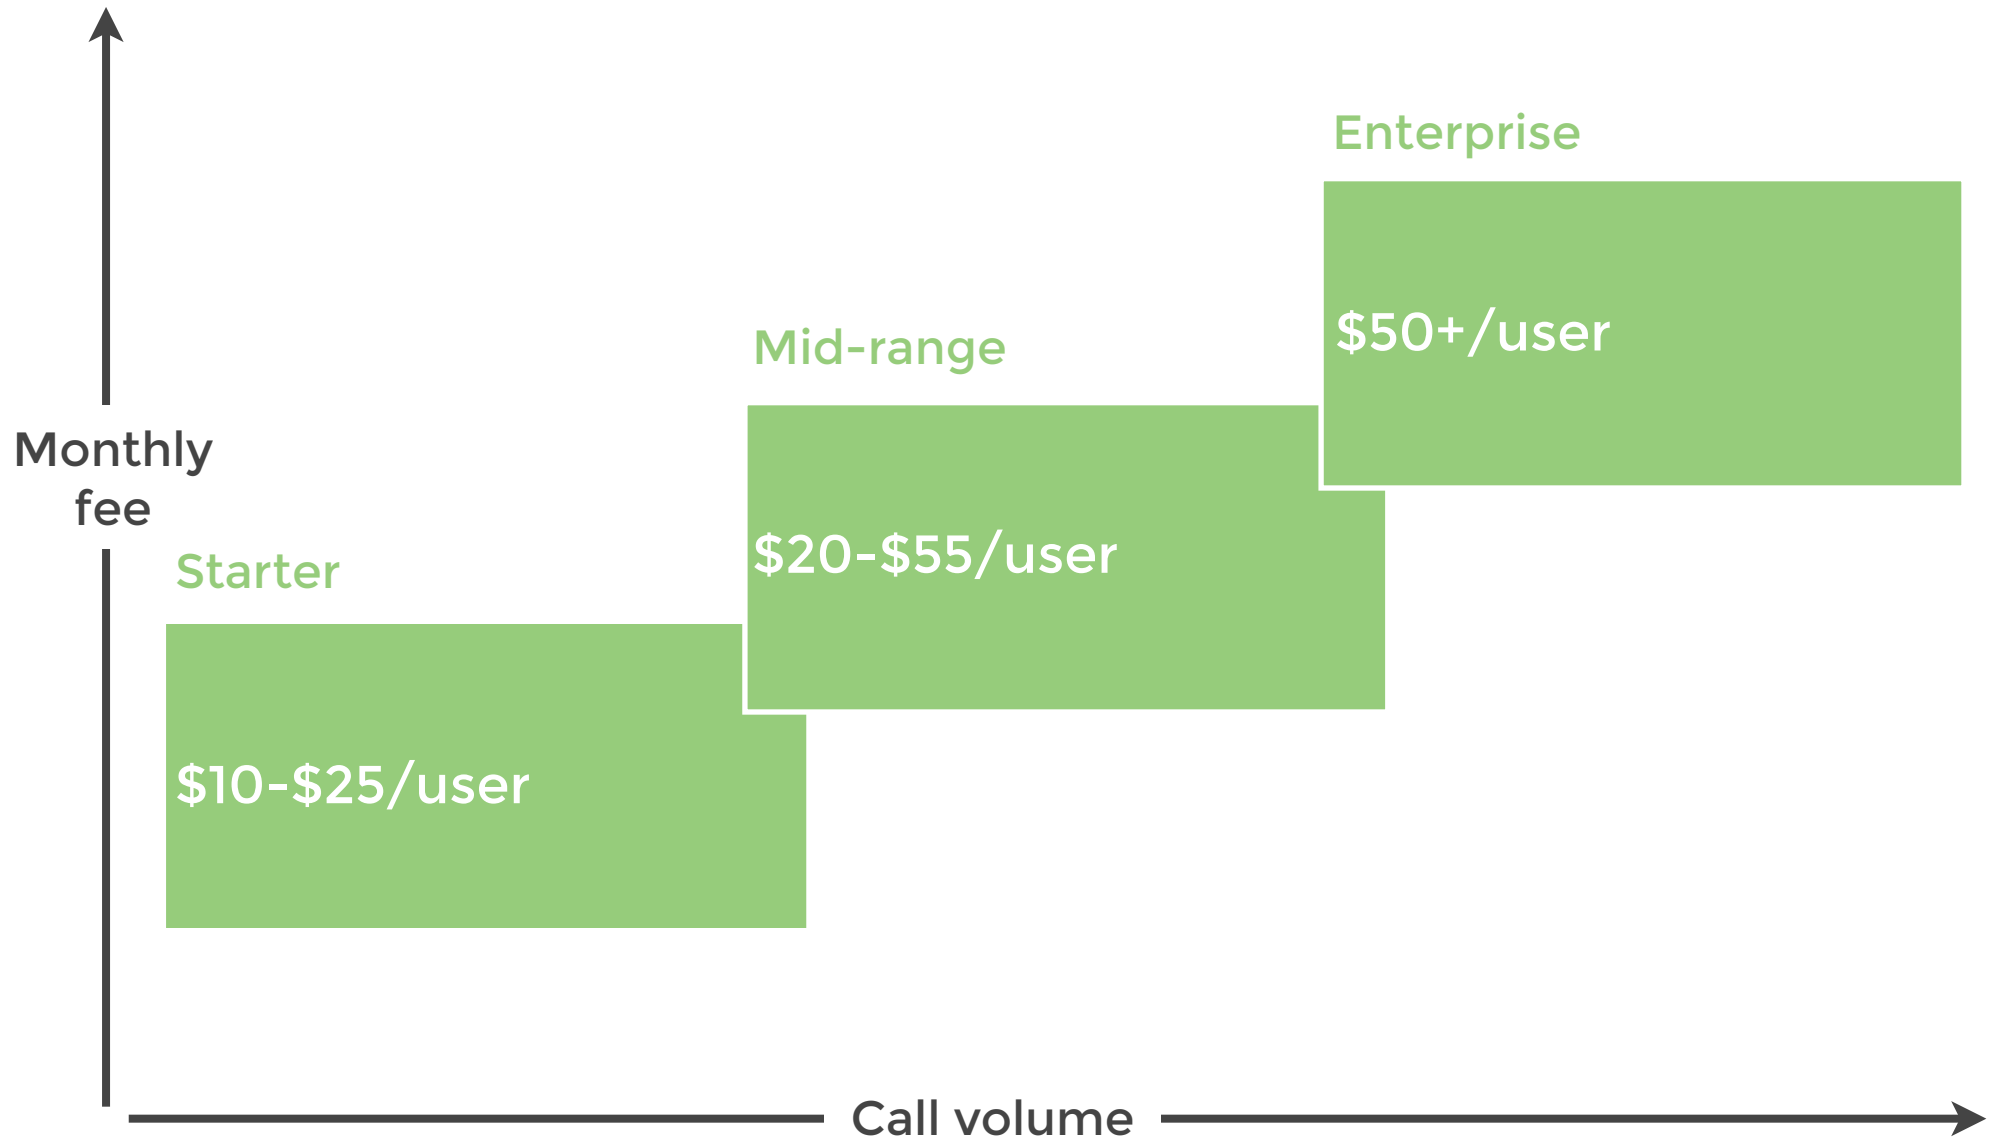 Enterprise
$50+/user
Mid-range
$20-$55/user
Monthly
fee
Starter
$10-$25/user
Call volume